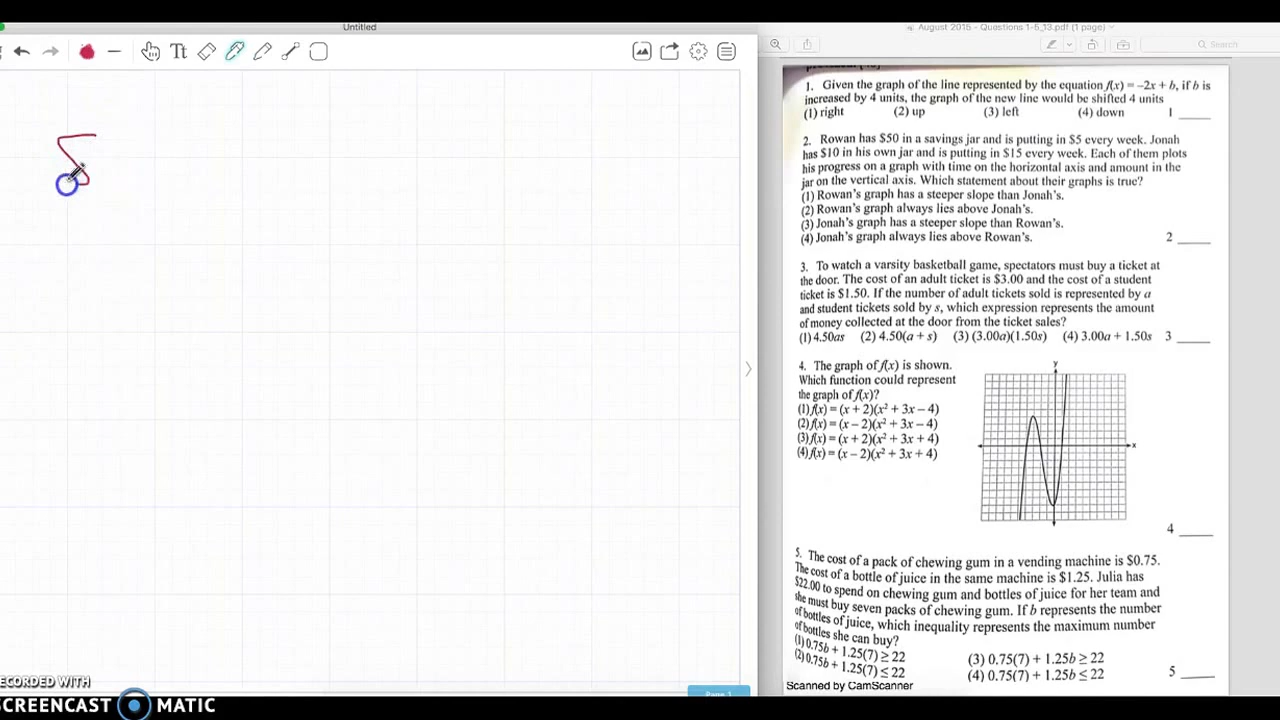 Untitled
August 2015 - Questions 1-5_13.pdf (1 page)
Tt
Search
1. Given the graph of the line represented by the equation f(x) = –2x + b, if b is
increased by 4 units, the graph of the new line would be shifted 4 units
(1) right (2) up (3) left (4) down 1 ____
2. Rowan has $50 in a savings jar and is putting in $5 every week. Jonah
has $10 in his own jar and is putting in $15 every week. Each of them plots
his progress on a graph with time on the horizontal axis and amount in the
jar on the vertical axis. Which statement about their graphs is true?
(1) Rowan's graph has a steeper slope than Jonah's.
(2) Rowan's graph always lies above Jonah's.
(3) Jonah's graph has a steeper slope than Rowan's.
(4) Jonah's graph always lies above Rowan's. 2 ____
3. To watch a varsity basketball game, spectators must buy a ticket at
the door. The cost of an adult ticket is $3.00 and the cost of a student
ticket is $1.50. If the number of adult tickets sold is represented by a
and student tickets sold by s, which expression represents the amount
of money collected at the door from the ticket sales?
(1) 4.50as (2) 4.50(a + s) (3) (3.00a)(1.50s) (4) 3.00a + 1.50s 3 ____
4. The graph of f(x) is shown.
Which function could represent
the graph of f(x)?
(1) f(x) = (x + 2)(x² + 3x – 4)
(2) f(x) = (x – 2)(x² + 3x – 4)
(3) f(x) = (x + 2)(x² + 3x + 4)
(4) f(x) = (x – 2)(x² + 3x + 4)
y
x
4 ____
5. The cost of a pack of chewing gum in a vending machine is $0.75.
The cost of a bottle of juice in the same machine is $1.25. Julia has
$22.00 to spend on chewing gum and bottles of juice for her team and
she must buy seven packs of chewing gum. If b represents the number
of bottles of juice, which inequality represents the maximum number
of bottles she can buy?
(1) 0.75b + 1.25(7) ≥ 22 (3) 0.75(7) + 1.25b ≥ 22
(2) 0.75b + 1.25(7) ≤ 22 (4) 0.75(7) + 1.25b ≤ 22
5 ____
Scanned by CamScanner
Page 1
RECORDED WITH
SCREENCAST MATIC